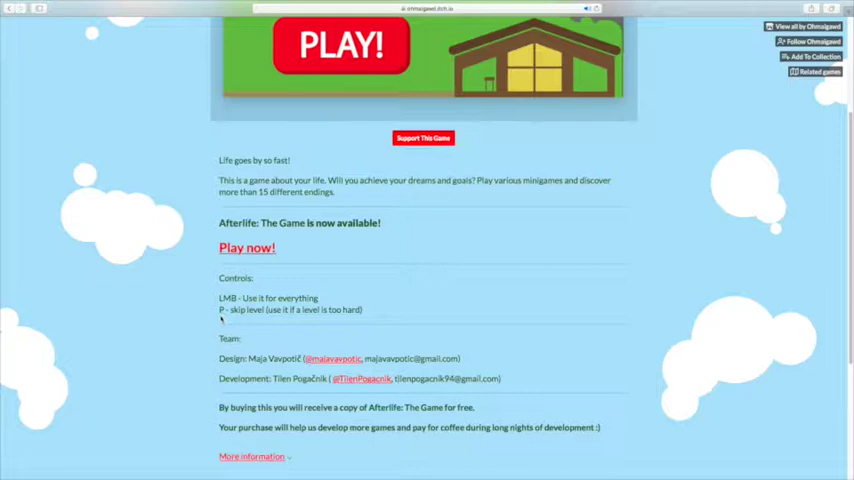 ohmaigawd.itch.io
View all by Ohmaigawd
Follow Ohmaigawd
Add To Collection
Related games
PLAY!
Support This Game
Life goes by so fast!
This is a game about your life. Will you achieve your dreams and goals? Play various minigames and discover
more than 15 different endings.
Afterlife: The Game is now available!
Play now!
Controls:
LMB - Use it for everything
P - skip level (use it if a level is too hard)
Team:
Design: Maja Vavpotič (@majavavpotic, majavavpotic@gmail.com)
Development: Tilen Pogačnik ( @TilenPogacnik, tilenpogacnik94@gmail.com)
By buying this you will receive a copy of Afterlife: The Game for free.
Your purchase will help us develop more games and pay for coffee during long nights of development :)
More information